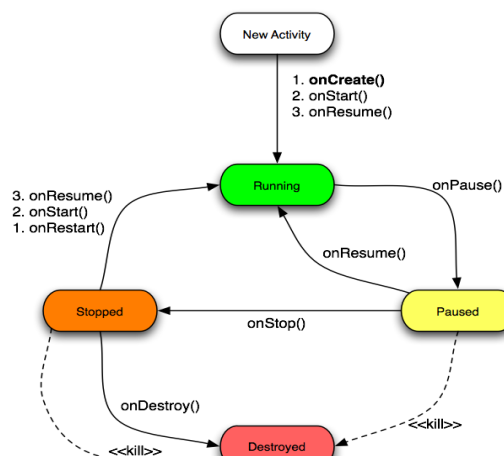 New Activity
1. onCreate()
2. onStart()
3. onResume()
Running
onPause()
3. onResume()
2. onStart()
1. onRestart()
onResume()
Stopped
Paused
onStop()
onDestroy()
<<kill>>
<<kill>>
Destroyed